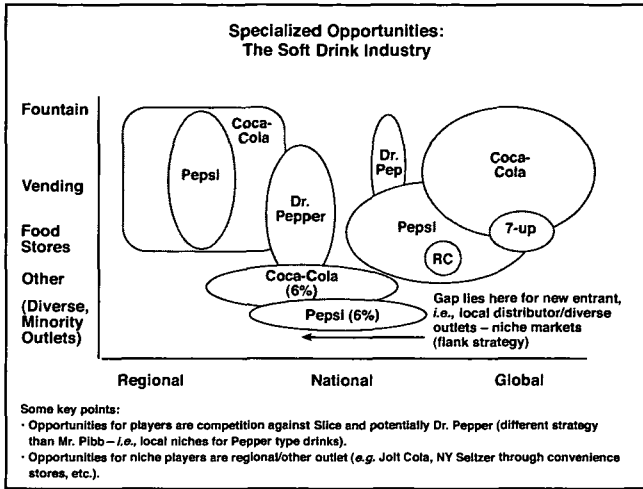 Specialized Opportunities:
The Soft Drink Industry
Fountain
Vending
Food
Stores
Other
(Diverse,
Minority
Outlets)
Coca-
Cola
Pepsi
Dr.
Pepper
Dr.
Pep
Coca-
Cola
Pepsi
7-up
RC
Coca-Cola
(6%)
Pepsi (6%)
Gap lies here for new entrant,
i.e., local distributor/diverse
outlets – niche markets
(flank strategy)
Regional
National
Global
Some key points:
· Opportunities for players are competition against Slice and potentially Dr. Pepper (different strategy
than Mr. Pibb – i.e., local niches for Pepper type drinks).
· Opportunities for niche players are regional/other outlet (e.g. Jolt Cola, NY Seltzer through convenience
stores, etc.).